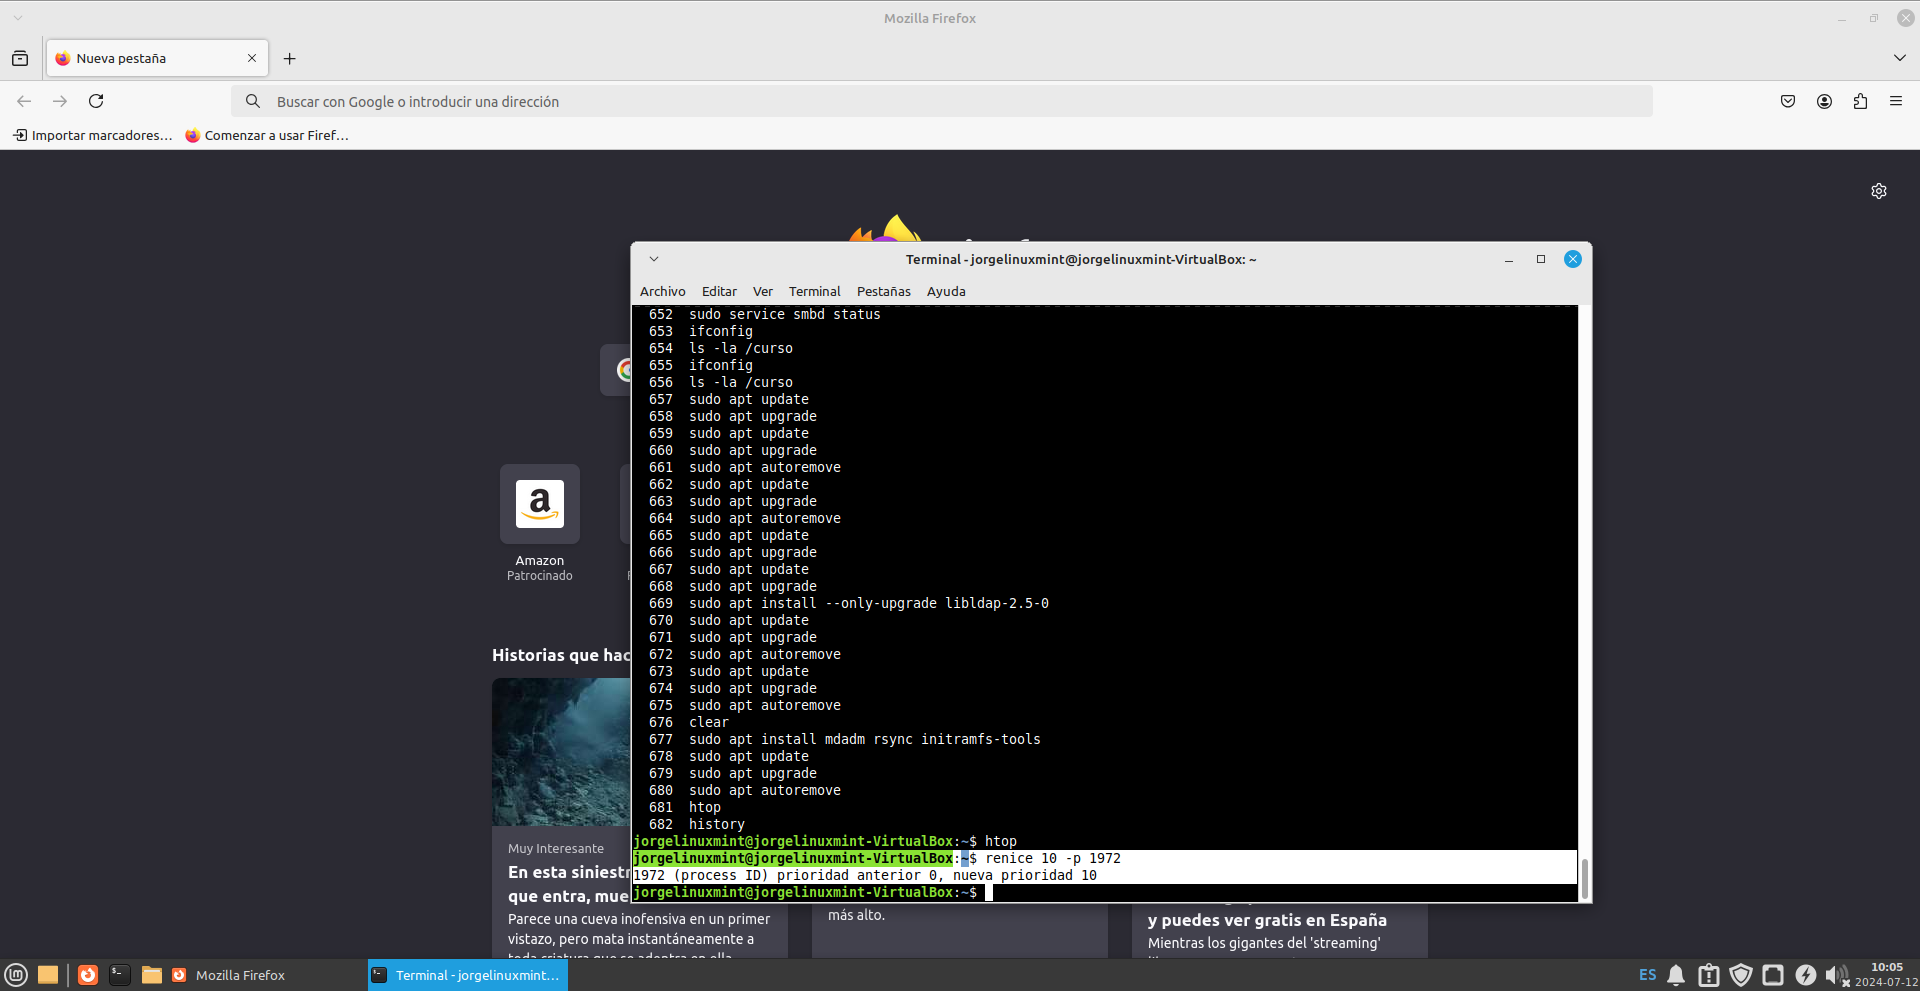 Mozilla Firefox
Nueva pestaña
Buscar con Google o introducir una dirección
Importar marcadores...
Comenzar a usar Firef...
Terminal - jorgelinuxmint@jorgelinuxmint-VirtualBox: ~
Archivo Editar Ver Terminal Pestañas Ayuda
652 sudo service smbd status
653 ifconfig
654 ls -la /curso
655 ifconfig
656 ls -la /curso
657 sudo apt update
658 sudo apt upgrade
659 sudo apt update
660 sudo apt upgrade
661 sudo apt autoremove
662 sudo apt update
663 sudo apt upgrade
664 sudo apt autoremove
665 sudo apt update
666 sudo apt upgrade
667 sudo apt update
668 sudo apt upgrade
669 sudo apt install --only-upgrade libldap-2.5-0
670 sudo apt update
671 sudo apt upgrade
672 sudo apt autoremove
673 sudo apt update
674 sudo apt upgrade
675 sudo apt autoremove
676 clear
677 sudo apt install mdadm rsync initramfs-tools
678 sudo apt update
679 sudo apt upgrade
680 sudo apt autoremove
681 htop
682 history
jorgelinuxmint@jorgelinuxmint-VirtualBox:~$ htop
jorgelinuxmint@jorgelinuxmint-VirtualBox:~$ renice 10 -p 1972
1972 (process ID) prioridad anterior 0, nueva prioridad 10
jorgelinuxmint@jorgelinuxmint-VirtualBox:~$
a
Amazon
Patrocinado
Historias que hac
Muy Interesante
En esta siniestr
que entra, mue
Parece una cueva inofensiva en un primer
vistazo, pero mata instantáneamente a
toda criatura que se adentra en ella
más alto.
y puedes ver gratis en España
Mientras los gigantes del 'streaming'
Mozilla Firefox
Terminal - jorgelinuxmint...
ES
10:05
2024-07-12